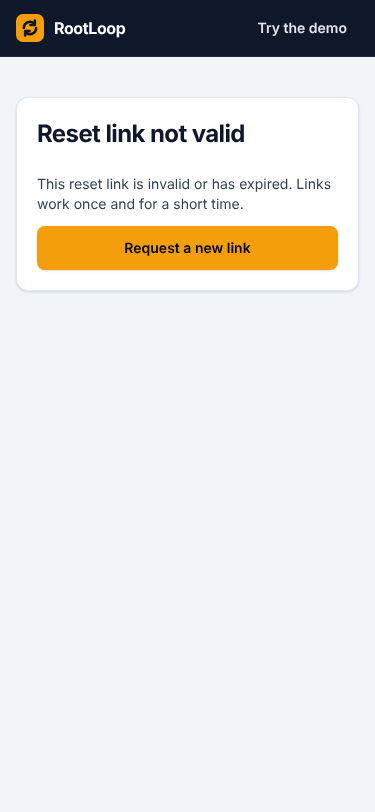 RootLoop
Try the demo
Reset link not valid
This reset link is invalid or has expired. Links
work once and for a short time.
Request a new link